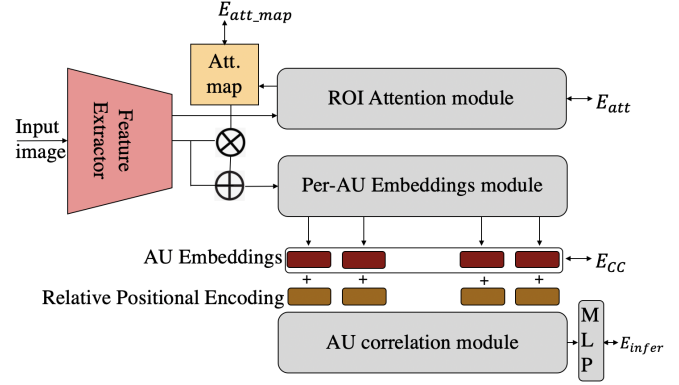 E_att_map
Att.
map
ROI Attention module
E_att
Feature
Extractor
Input
image
Per-AU Embeddings module
AU Embeddings
E_CC
+ + + +
Relative Positional Encoding
AU correlation module
MLP
E_infer